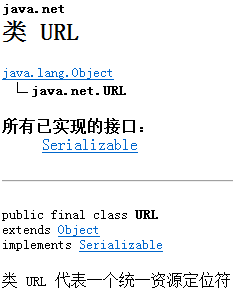 java.net
类 URL
java.lang.Object
java.net.URL
所有已实现的接口：
Serializable
public final class URL
extends Object
implements Serializable
类 URL 代表一个统一资源定位符